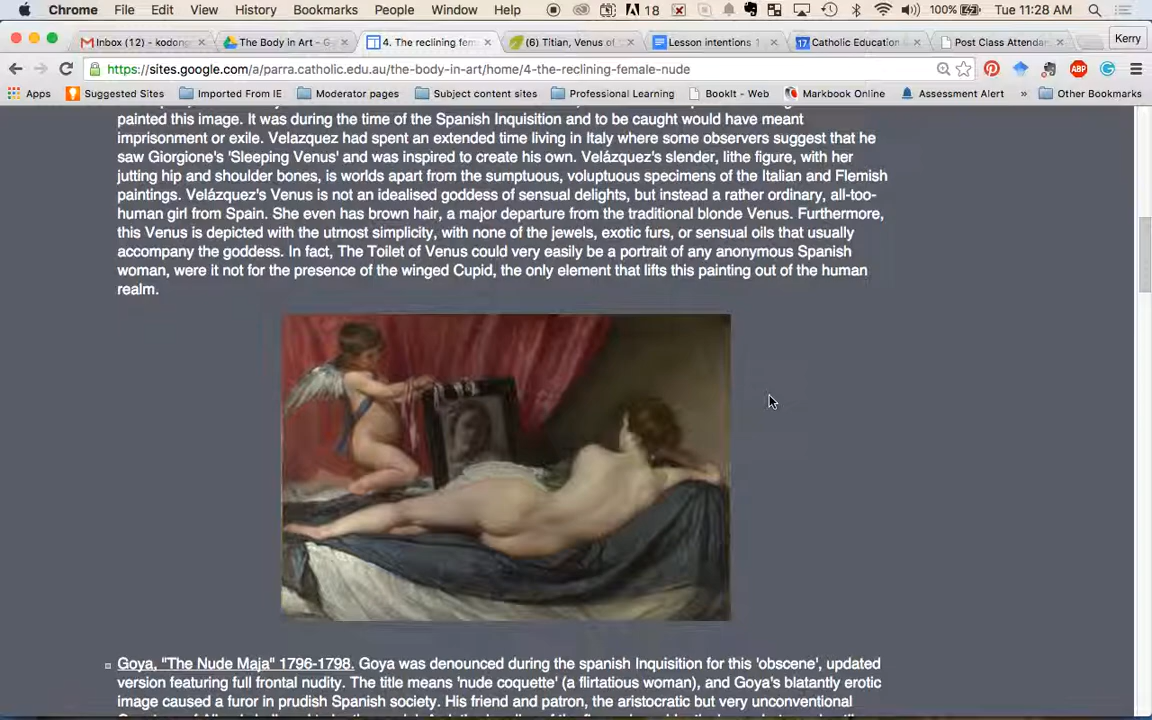 Chrome File Edit View History Bookmarks People Window Help 18 100% Tue 11:28 AM
Inbox (12) - kodong The Body in Art - G 4. The reclining fem (6) Titian, Venus of Lesson intentions Catholic Education Post Class Attenda Kerry
https://sites.google.com/a/parra.catholic.edu.au/the-body-in-art/home/4-the-reclining-female-nude
Apps Suggested Sites Imported From IE Moderator pages Subject content sites Professional Learning BookIt - Web Markbook Online Assessment Alert » Other Bookmarks
painted this image. It was during the time of the Spanish Inquisition and to be caught would have meant
imprisonment or exile. Velazquez had spent an extended time living in Italy where some observers suggest that he
saw Giorgione's 'Sleeping Venus' and was inspired to create his own. Velázquez's slender, lithe figure, with her
jutting hip and shoulder bones, is worlds apart from the sumptuous, voluptuous specimens of the Italian and Flemish
paintings. Velázquez's Venus is not an idealised goddess of sensual delights, but instead a rather ordinary, all-too-
human girl from Spain. She even has brown hair, a major departure from the traditional blonde Venus. Furthermore,
this Venus is depicted with the utmost simplicity, with none of the jewels, exotic furs, or sensual oils that usually
accompany the goddess. In fact, The Toilet of Venus could very easily be a portrait of any anonymous Spanish
woman, were it not for the presence of the winged Cupid, the only element that lifts this painting out of the human
realm.
Goya, "The Nude Maja" 1796-1798. Goya was denounced during the spanish Inquisition for this 'obscene', updated
version featuring full frontal nudity. The title means 'nude coquette' (a flirtatious woman), and Goya's blatantly erotic
image caused a furor in prudish Spanish society. His friend and patron, the aristocratic but very unconventional